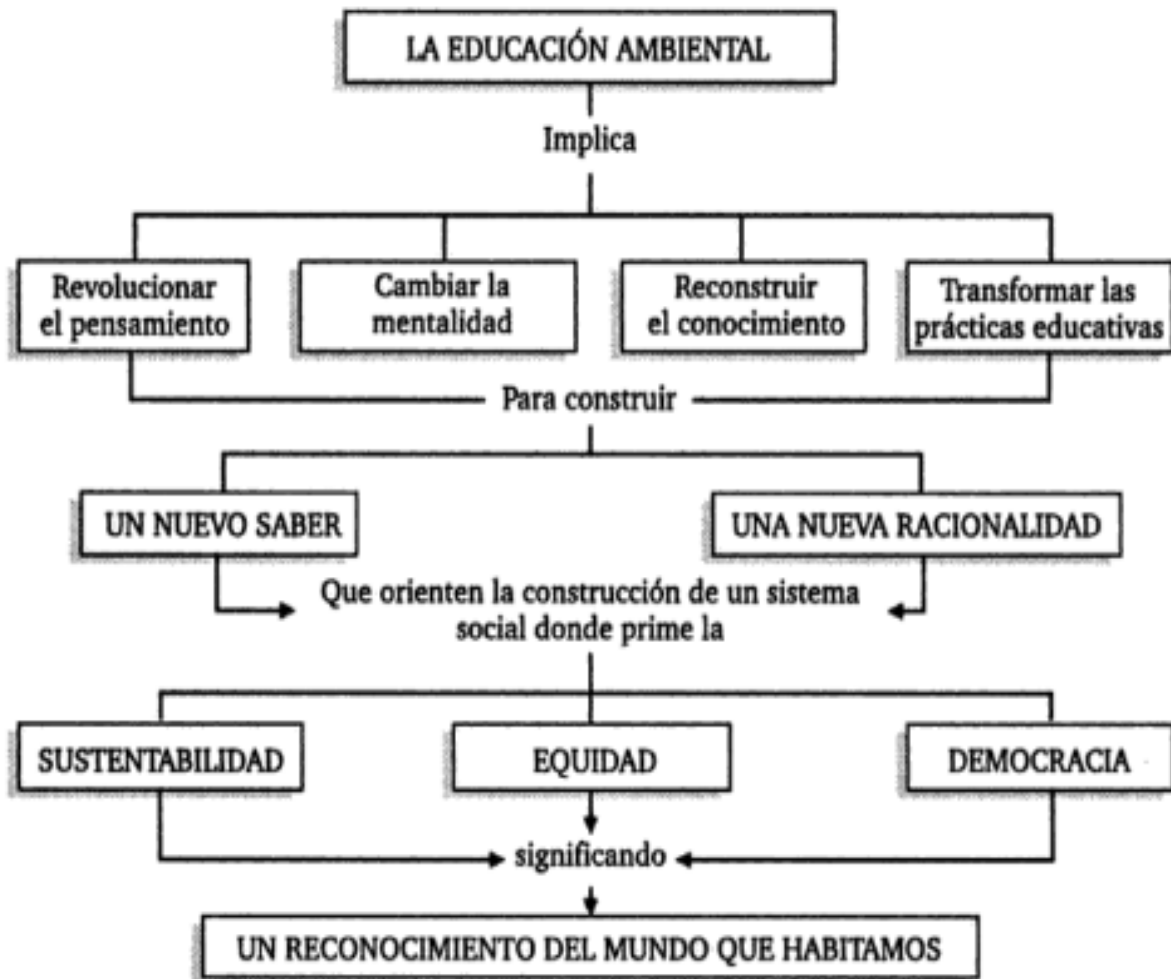 LA EDUCACIÓN AMBIENTAL
Implica
Revolucionar
el pensamiento
Cambiar la
mentalidad
Reconstruir
el conocimiento
Transformar las
prácticas educativas
Para construir
UN NUEVO SABER
UNA NUEVA RACIONALIDAD
Que orienten la construcción de un sistema
social donde prime la
SUSTENTABILIDAD
EQUIDAD
DEMOCRACIA
significando
UN RECONOCIMIENTO DEL MUNDO QUE HABITAMOS